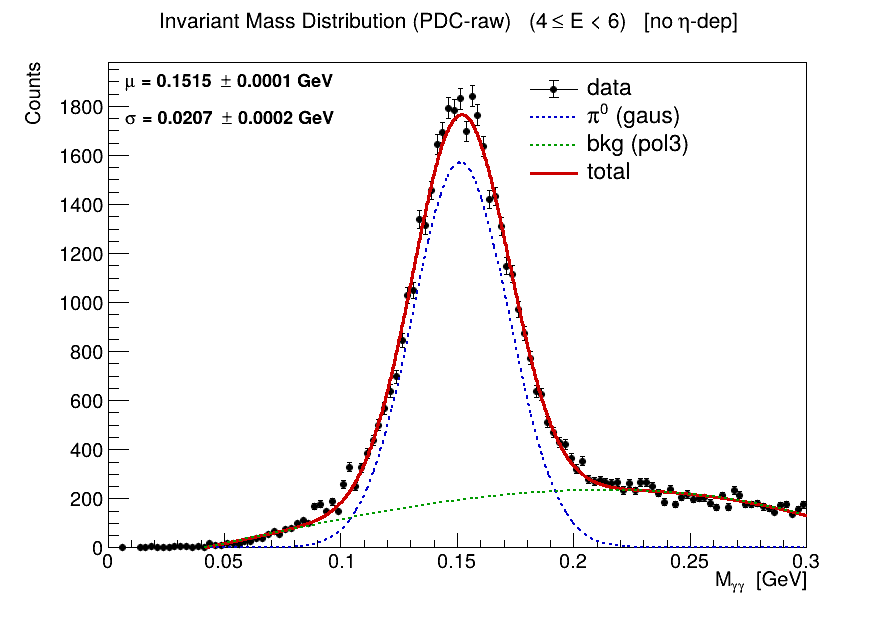 Invariant Mass Distribution (PDC-raw) (4 ≤ E < 6) [no η-dep]
Counts
μ = 0.1515 ± 0.0001 GeV
σ = 0.0207 ± 0.0002 GeV
data
π⁰ (gaus)
bkg (pol3)
total
1800
1600
1400
1200
1000
800
600
400
200
0
0 0.05 0.1 0.15 0.2 0.25 0.3
Mγγ [GeV]